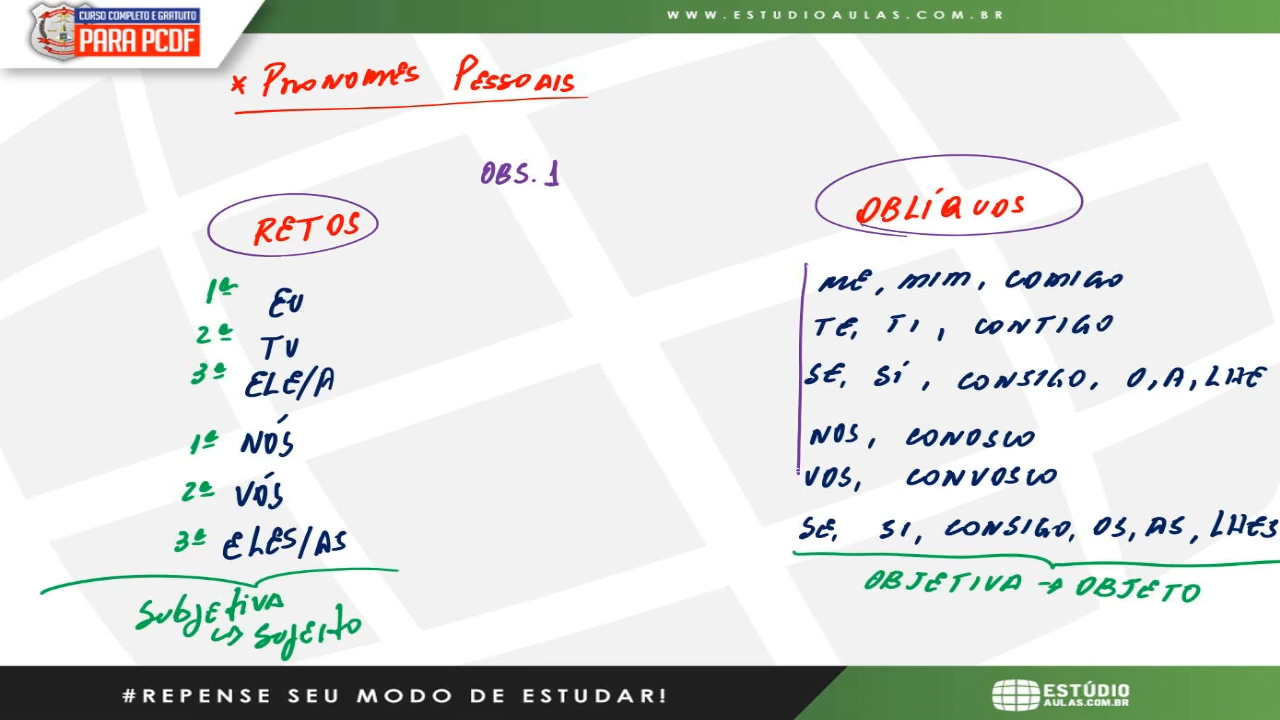 CURSO COMPLETO E GRATUITO
PARA PCDF
WWW.ESTUDIOAULAS.COM.BR
* PRONOMES PESSOAIS
OBS. 1
RETOS
1ª EU
2ª TU
3ª ELE/A
1ª NÓS
2ª VÓS
3ª ELES/AS
SUBJETIVA
↳ SUJEITO
OBLÍQUOS
ME, MIM, COMIGO
TE, TI, CONTIGO
SE, SÍ, CONSIGO, O, A, LHE
NOS, CONOSCO
VOS, CONVOSCO
SE, SI, CONSIGO, OS, AS, LHES
OBJETIVA → OBJETO
#REPENSE SEU MODO DE ESTUDAR!
ESTÚDIO
AULAS.COM.BR